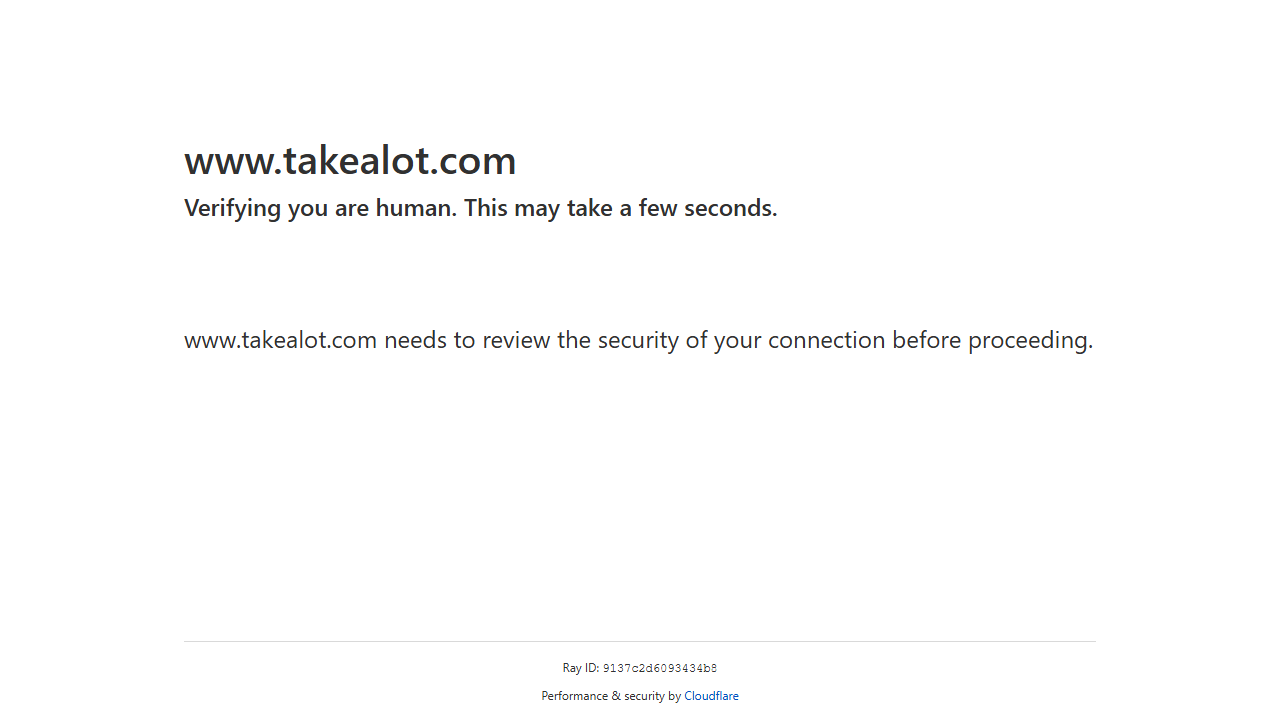 www.takealot.com
Verifying you are human. This may take a few seconds.
www.takealot.com needs to review the security of your connection before proceeding.
Ray ID: 9137c2d6093434b8
Performance & security by Cloudflare